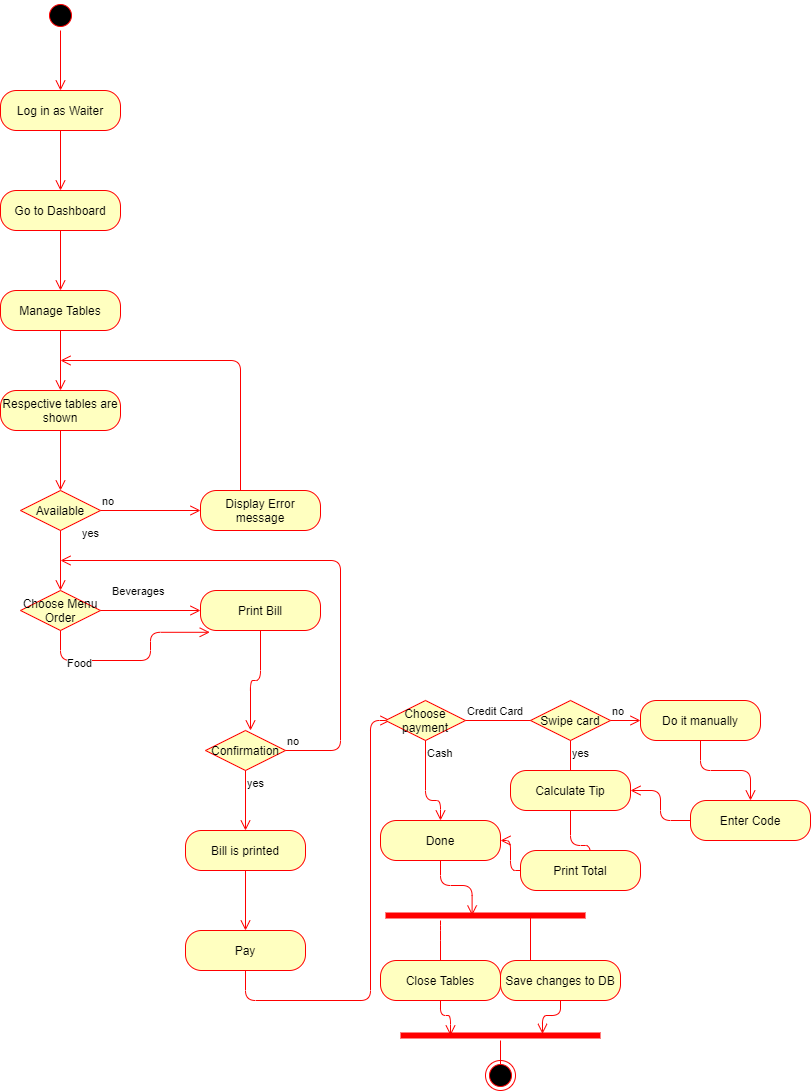 Log in as Waiter
Go to Dashboard
Manage Tables
Respective tables are
shown
Available
no
yes
Display Error
message
Choose Menu
Order
Beverages
Food
Print Bill
Confirmation
no
yes
Bill is printed
Pay
Choose
payment
Credit Card
Cash
Swipe card
no
yes
Do it manually
Calculate Tip
Enter Code
Done
Print Total
Close Tables
Save changes to DB